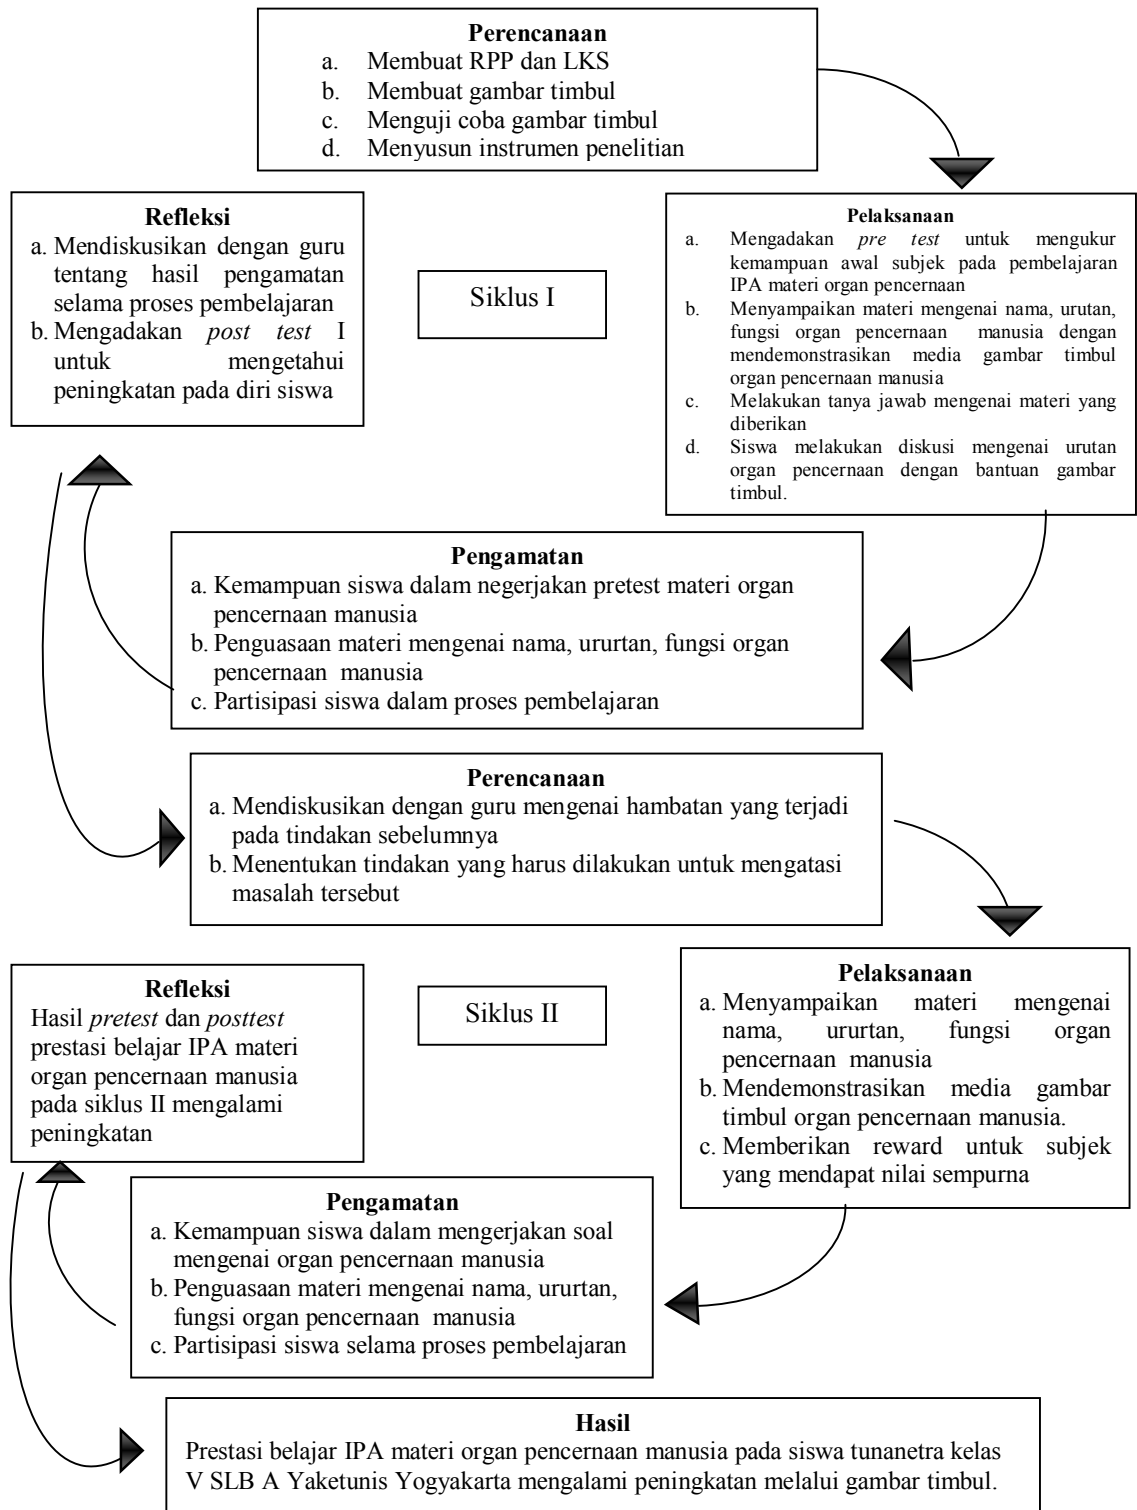 Perencanaan
a. Membuat RPP dan LKS
b. Membuat gambar timbul
c. Menguji coba gambar timbul
d. Menyusun instrumen penelitian
Refleksi
a. Mendiskusikan dengan guru
tentang hasil pengamatan
selama proses pembelajaran
b. Mengadakan post test I
untuk mengetahui
peningkatan pada diri siswa
Siklus I
Pelaksanaan
a. Mengadakan pre test untuk mengukur
kemampuan awal subjek pada pembelajaran
IPA materi organ pencernaan
b. Menyampaikan materi mengenai nama, urutan,
fungsi organ pencernaan manusia dengan
mendemonstrasikan media gambar timbul
organ pencernaan manusia
c. Melakukan tanya jawab mengenai materi yang
diberikan
d. Siswa melakukan diskusi mengenai urutan
organ pencernaan dengan bantuan gambar
timbul.
Pengamatan
a. Kemampuan siswa dalam negerjakan pretest materi organ
pencernaan manusia
b. Penguasaan materi mengenai nama, ururtan, fungsi organ
pencernaan manusia
c. Partisipasi siswa dalam proses pembelajaran
Perencanaan
a. Mendiskusikan dengan guru mengenai hambatan yang terjadi
pada tindakan sebelumnya
b. Menentukan tindakan yang harus dilakukan untuk mengatasi
masalah tersebut
Refleksi
Hasil pretest dan posttest
prestasi belajar IPA materi
organ pencernaan manusia
pada siklus II mengalami
peningkatan
Siklus II
Pelaksanaan
a. Menyampaikan materi mengenai
nama, ururtan, fungsi organ
pencernaan manusia
b. Mendemonstrasikan media gambar
timbul organ pencernaan manusia.
c. Memberikan reward untuk subjek
yang mendapat nilai sempurna
Pengamatan
a. Kemampuan siswa dalam mengerjakan soal
mengenai organ pencernaan manusia
b. Penguasaan materi mengenai nama, ururtan,
fungsi organ pencernaan manusia
c. Partisipasi siswa selama proses pembelajaran
Hasil
Prestasi belajar IPA materi organ pencernaan manusia pada siswa tunanetra kelas
V SLB A Yaketunis Yogyakarta mengalami peningkatan melalui gambar timbul.